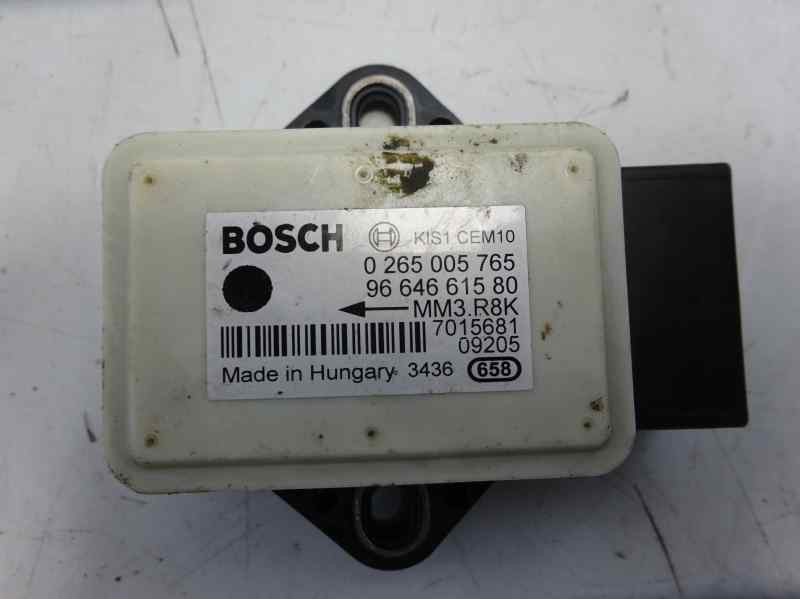 BOSCH KIS1 CEM10
0 265 005 765
96 646 615 80
MM3.R8K
7015681
09205
Made in Hungary 3436 658